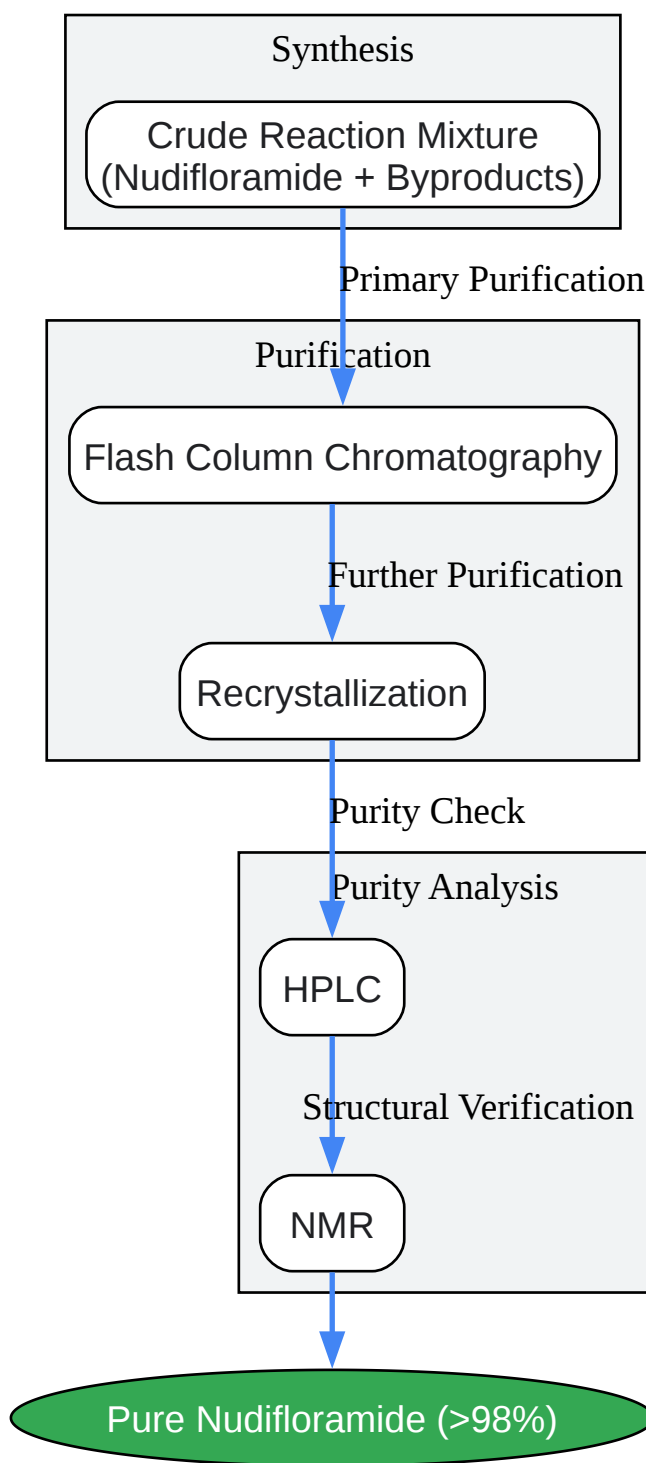 Synthesis
Crude Reaction Mixture
(Nudifloramide + Byproducts)
Primary Purification
Purification
Flash Column Chromatography
Further Purification
Recrystallization
Purity Check
Purity Analysis
HPLC
Structural Verification
NMR
Pure Nudifloramide (>98%)